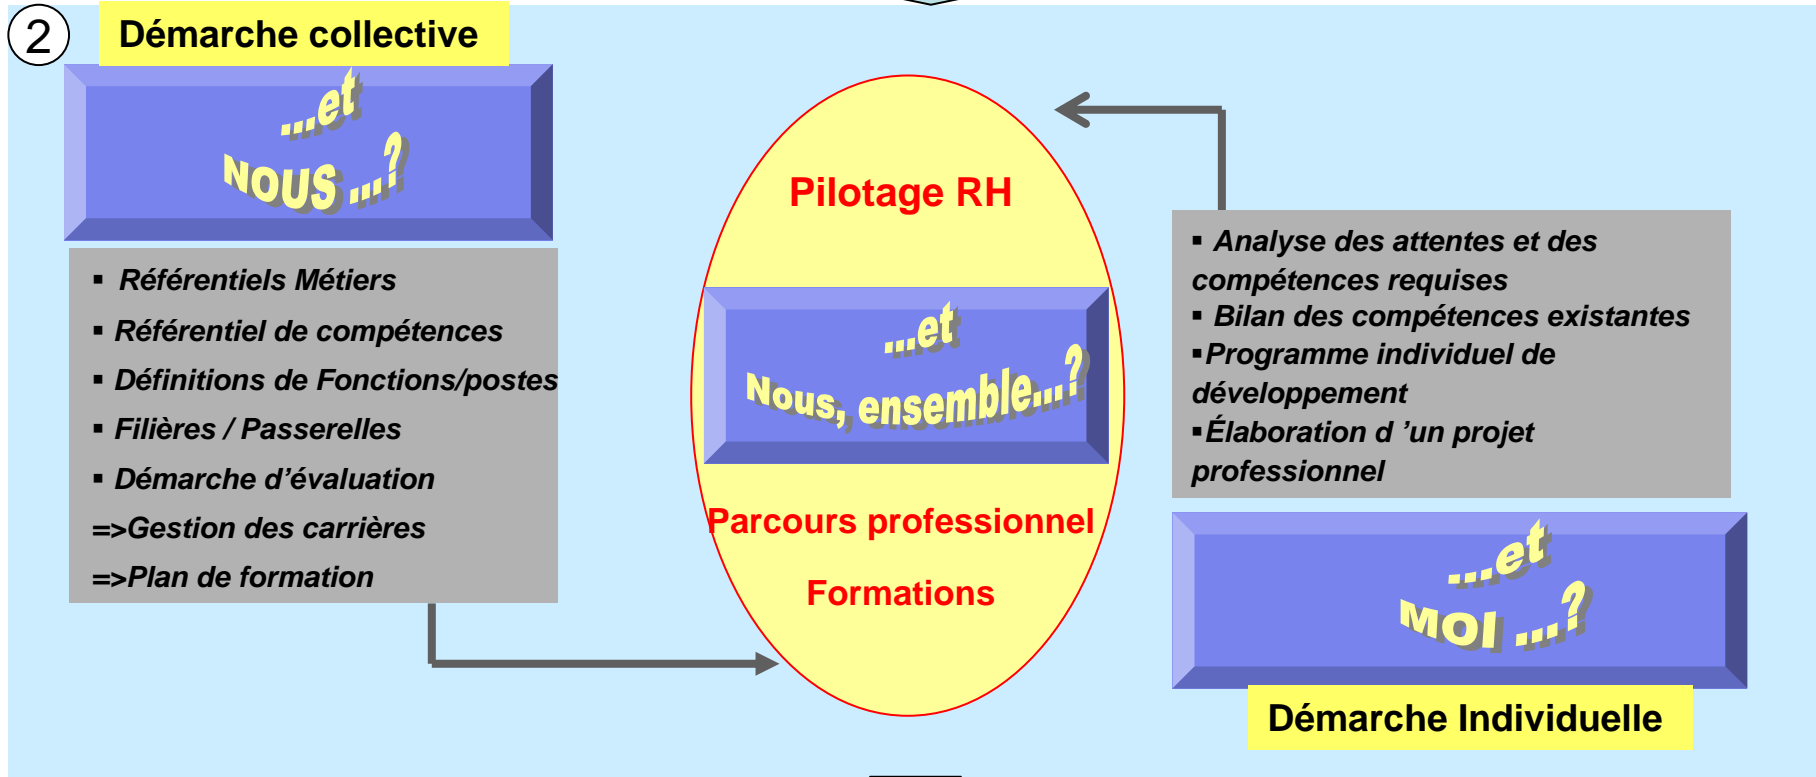 2
Démarche collective
...et
NOUS ...?
▪ Référentiels Métiers
▪ Référentiel de compétences
▪ Définitions de Fonctions/postes
▪ Filières / Passerelles
▪ Démarche d’évaluation
=>Gestion des carrières
=>Plan de formation
Pilotage RH
...et
Nous, ensemble...?
Parcours professionnel
Formations
▪ Analyse des attentes et des
compétences requises
▪ Bilan des compétences existantes
▪Programme individuel de
développement
▪Élaboration d ’un projet
professionnel
...et
MOI ...?
Démarche Individuelle